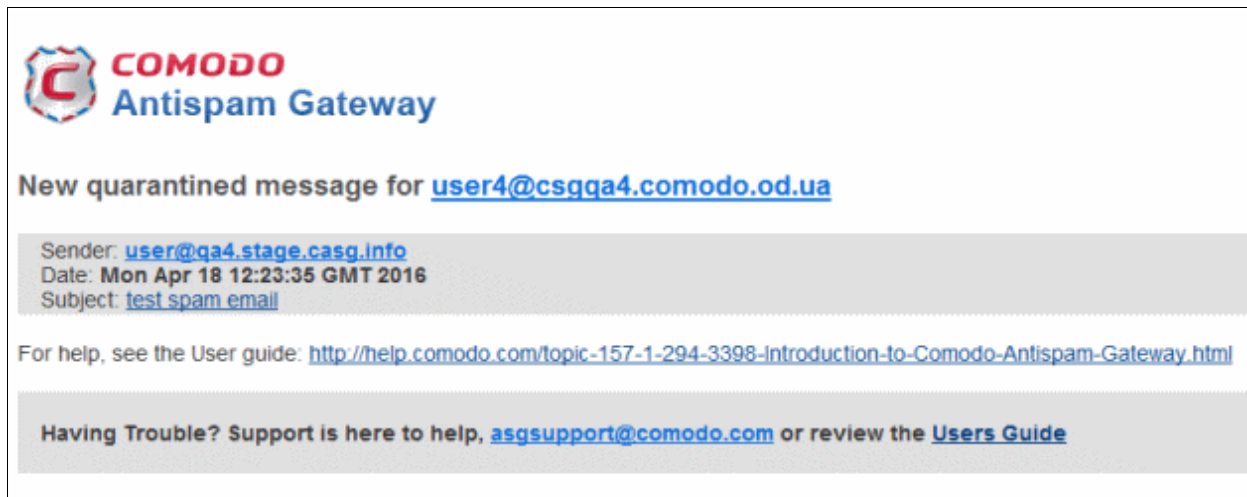 C COMODO
Antispam Gateway
New quarantined message for user4@csgqa4.comodo.od.ua
Sender: user@qa4.stage.casg.info
Date: Mon Apr 18 12:23:35 GMT 2016
Subject: test spam email
For help, see the User guide: http://help.comodo.com/topic-157-1-294-3398-Introduction-to-Comodo-Antispam-Gateway.html
Having Trouble? Support is here to help, asgsupport@comodo.com or review the Users Guide